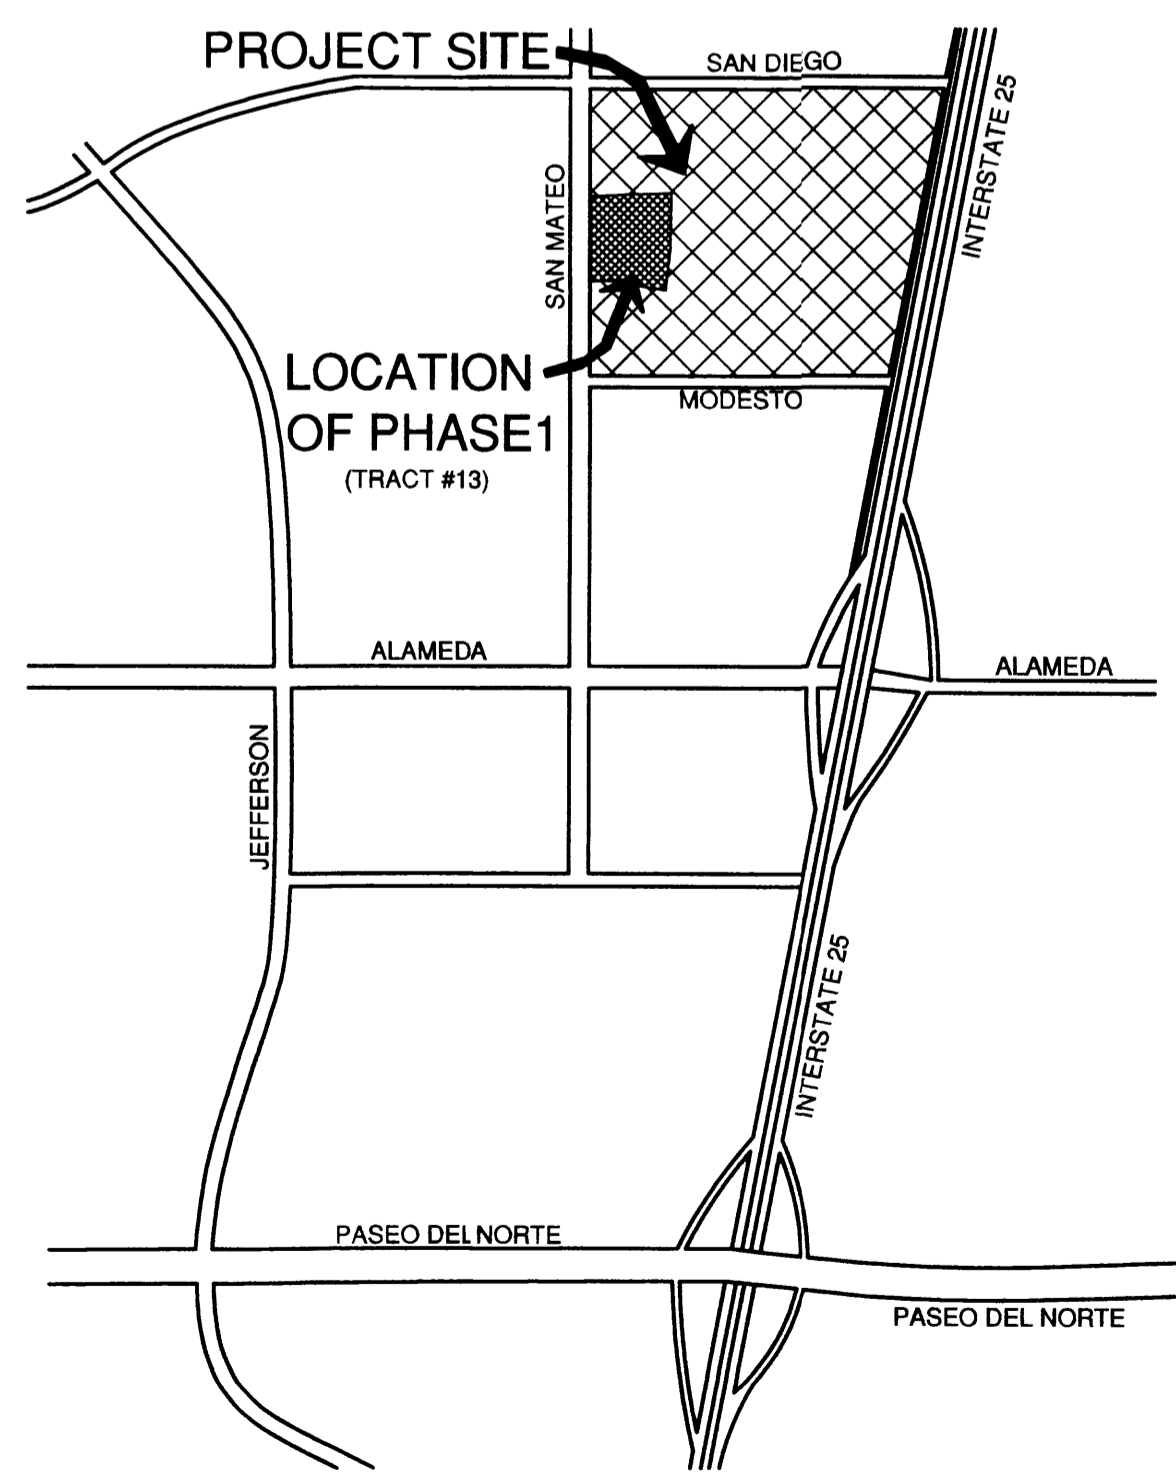 PROJECT SITE
SAN DIEGO
INTERSTATE 25
SAN MATEO
LOCATION
OF PHASE1
(TRACT #13)
MODESTO
ALAMEDA
ALAMEDA
JEFFERSON
INTERSTATE 25
PASEO DEL NORTE
PASEO DEL NORTE